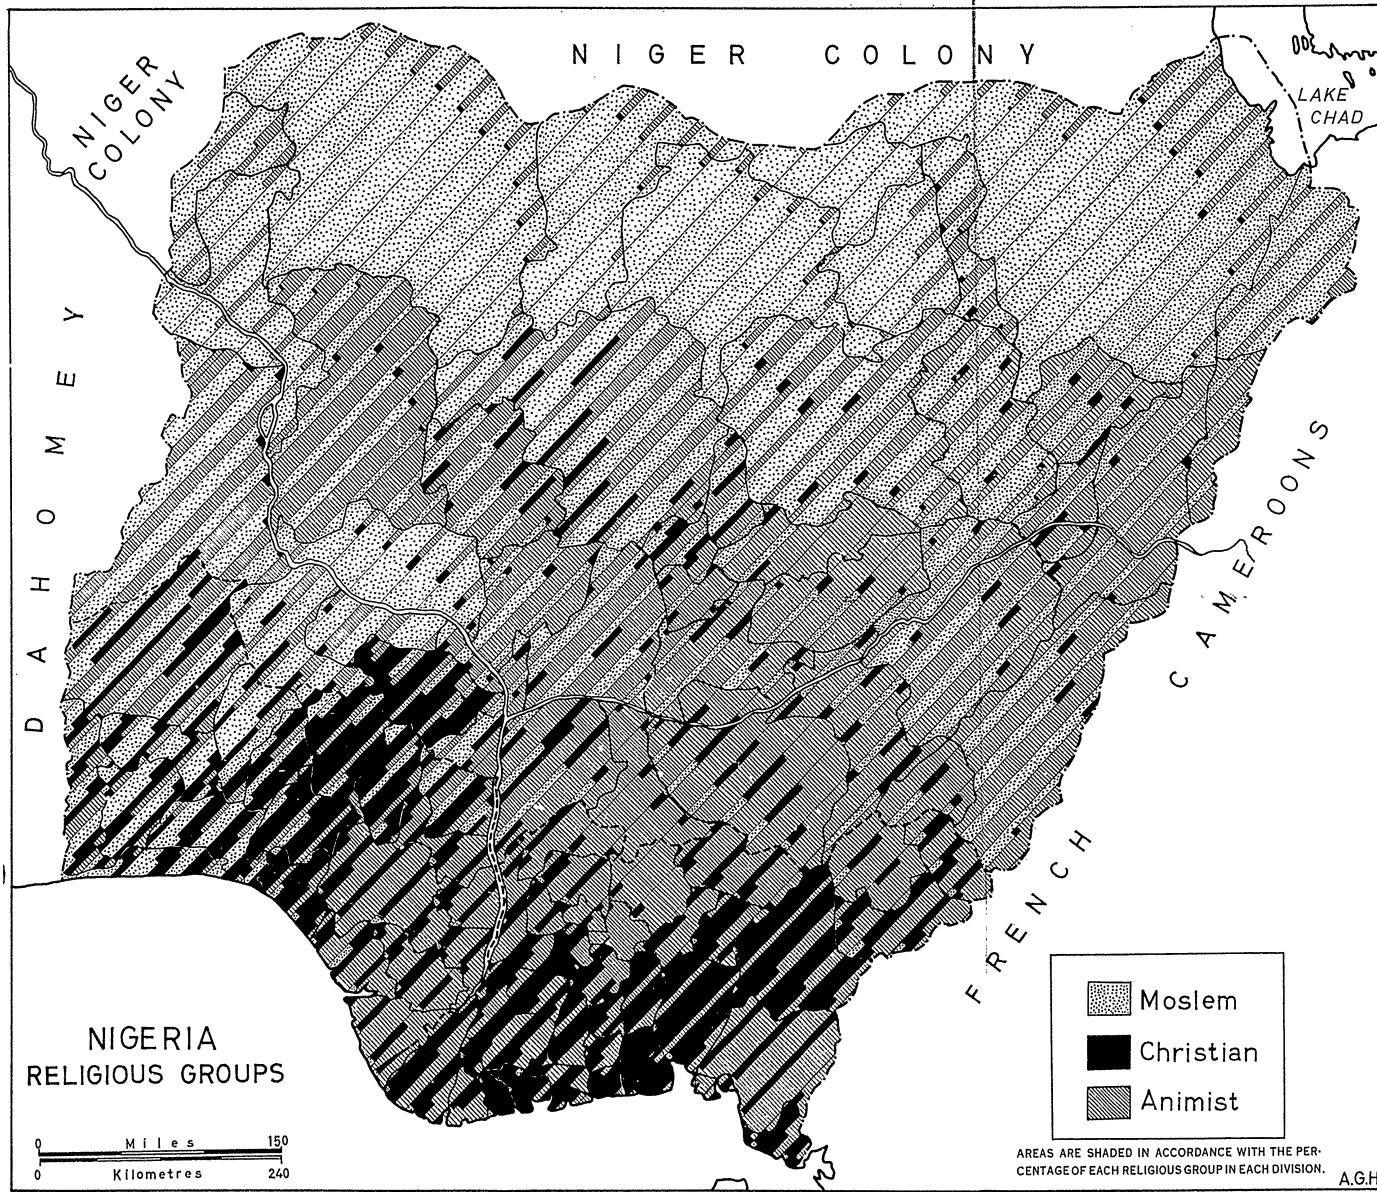 NIGER COLONY
NIGER
COLONY
LAKE
CHAD
DAHOMEY
FRENCH CAMEROONS
NIGERIA
RELIGIOUS GROUPS
0 Miles 150
0 Kilometres 240
Moslem
Christian
Animist
AREAS ARE SHADED IN ACCORDANCE WITH THE PER-
CENTAGE OF EACH RELIGIOUS GROUP IN EACH DIVISION.
A.G.H